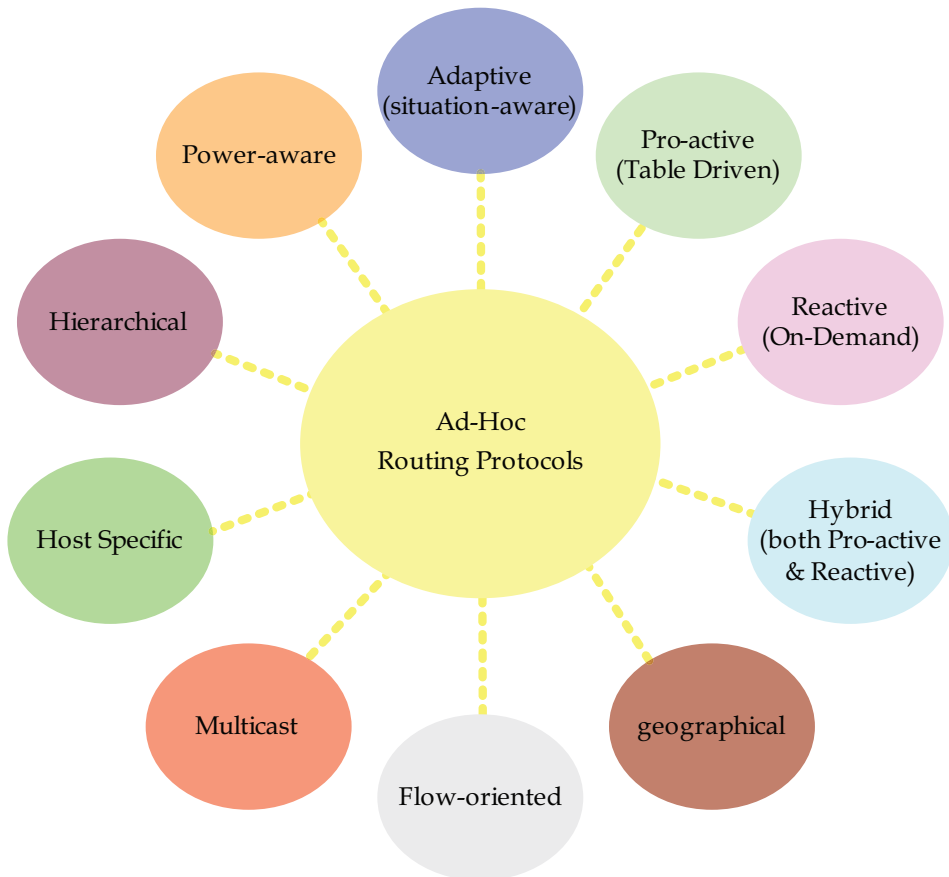 Adaptive
(situation-aware)
Pro-active
(Table Driven)
Power-aware
Reactive
(On-Demand)
Hierarchical
Ad-Hoc
Routing Protocols
Hybrid
(both Pro-active
& Reactive)
Host Specific
geographical
Multicast
Flow-oriented